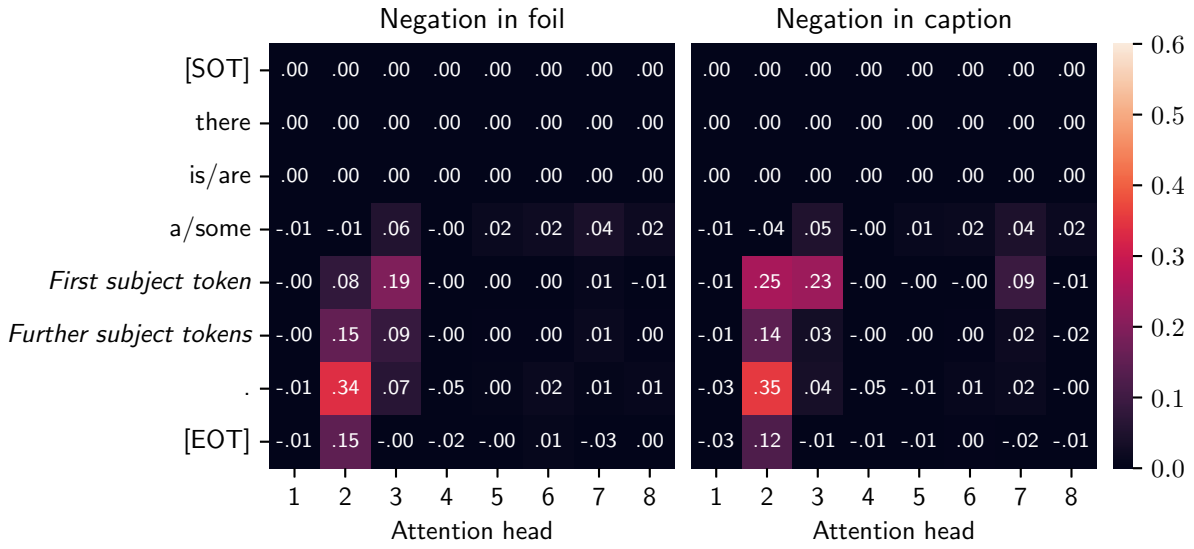 Negation in foil Negation in caption
[SOT] .00 .00 .00 .00 .00 .00 .00 .00 .00 .00 .00 .00 .00 .00 .00 .00 0.6
there .00 .00 .00 .00 .00 .00 .00 .00 .00 .00 .00 .00 .00 .00 .00 .00 0.5
is/are .00 .00 .00 .00 .00 .00 .00 .00 .00 .00 .00 .00 .00 .00 .00 .00 0.4
a/some -.01 -.01 .06 -.00 .02 .02 .04 .02 -.01 -.04 .05 -.00 .01 .02 .04 .02
First subject token -.00 .08 .19 -.00 .00 .00 .01 -.01 -.01 .25 .23 -.00 -.00 -.00 .09 -.01 0.3
Further subject tokens -.00 .15 .09 -.00 .00 .00 .01 .00 -.01 .14 .03 -.00 .00 .00 .02 -.02 0.2
. -.01 .34 .07 -.05 .00 .02 .01 .01 -.03 .35 .04 -.05 -.01 .01 .02 -.00 0.1
[EOT] -.01 .15 -.00 -.02 -.00 .01 -.03 .00 -.03 .12 -.01 -.01 -.01 .00 -.02 -.01 0.0
1 2 3 4 5 6 7 8 1 2 3 4 5 6 7 8
Attention head Attention head